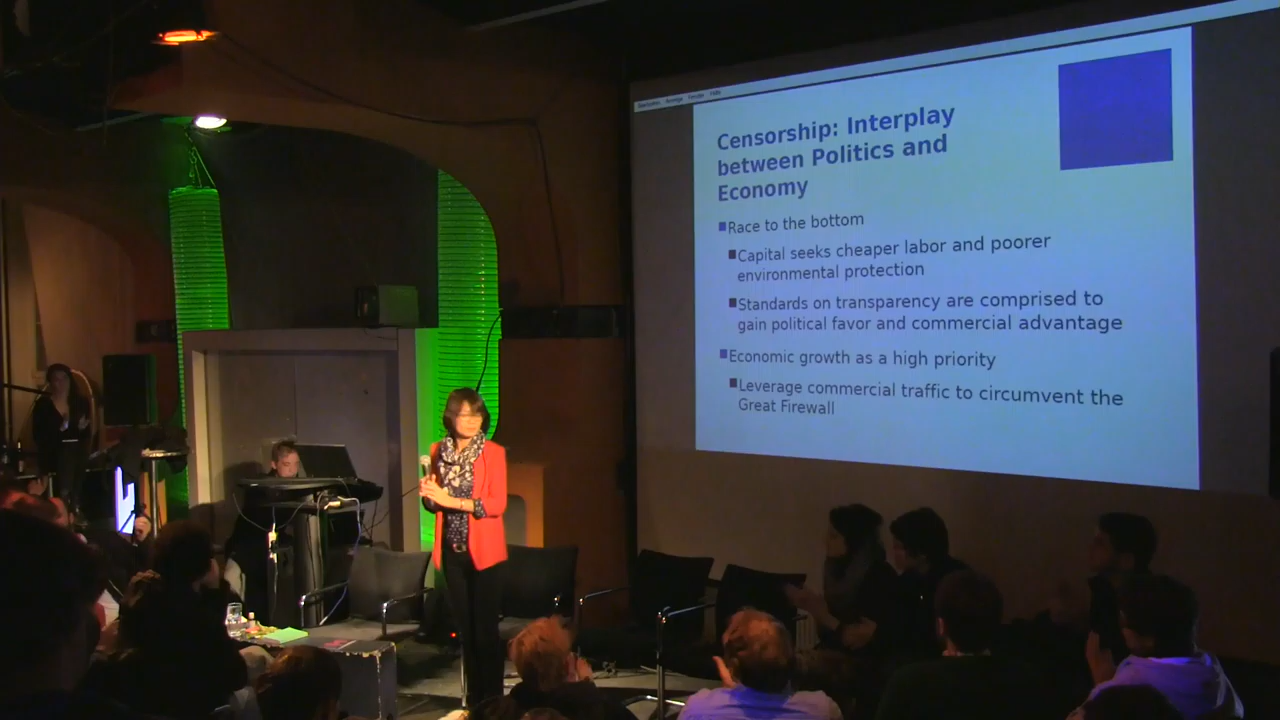 Censorship: Interplay
between Politics and
Economy
Race to the bottom
Capital seeks cheaper labor and poorer
environmental protection
Standards on transparency are comprised to
gain political favor and commercial advantage
Economic growth as a high priority
Leverage commercial traffic to circumvent the
Great Firewall